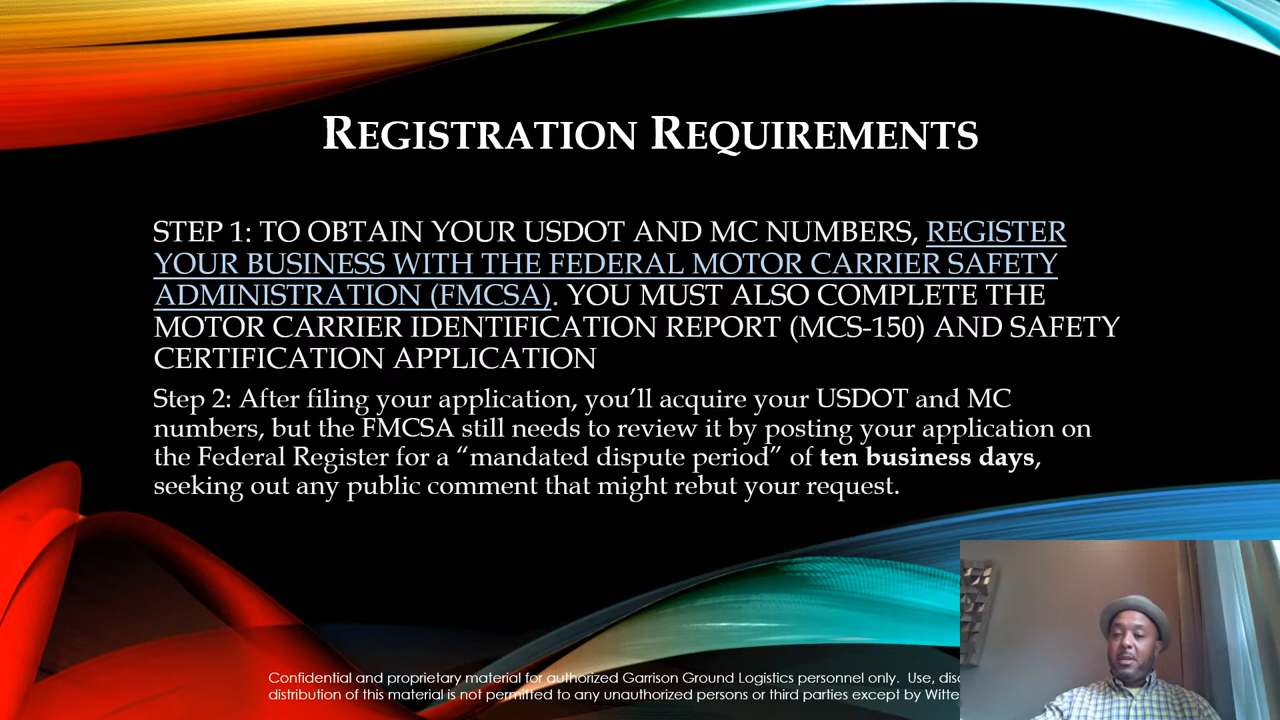 REGISTRATION REQUIREMENTS
STEP 1: TO OBTAIN YOUR USDOT AND MC NUMBERS, REGISTER
YOUR BUSINESS WITH THE FEDERAL MOTOR CARRIER SAFETY
ADMINISTRATION (FMCSA). YOU MUST ALSO COMPLETE THE
MOTOR CARRIER IDENTIFICATION REPORT (MCS-150) AND SAFETY
CERTIFICATION APPLICATION
Step 2: After filing your application, you’ll acquire your USDOT and MC
numbers, but the FMCSA still needs to review it by posting your application on
the Federal Register for a “mandated dispute period” of ten business days,
seeking out any public comment that might rebut your request.
Confidential and proprietary material for authorized Garrison Ground Logistics personnel only. Use,
distribution of this material is not permitted to any unauthorized persons or third parties except by